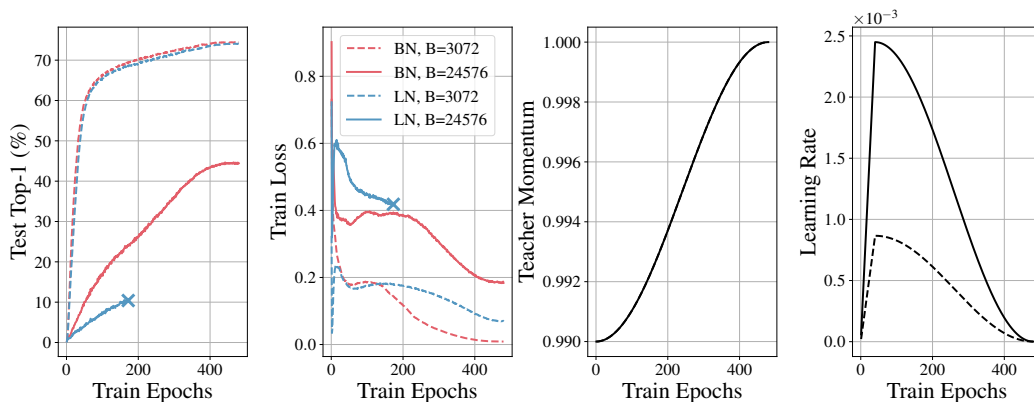 Test Top-1 (%)
70
60
50
40
30
20
10
0
0 200 400
Train Epochs
Train Loss
0.8
0.6
0.4
0.2
0.0
BN, B=3072
BN, B=24576
LN, B=3072
LN, B=24576
0 200 400
Train Epochs
Teacher Momentum
1.000
0.998
0.996
0.994
0.992
0.990
0 200 400
Train Epochs
×10⁻³
Learning Rate
2.5
2.0
1.5
1.0
0.5
0.0
0 200 400
Train Epochs